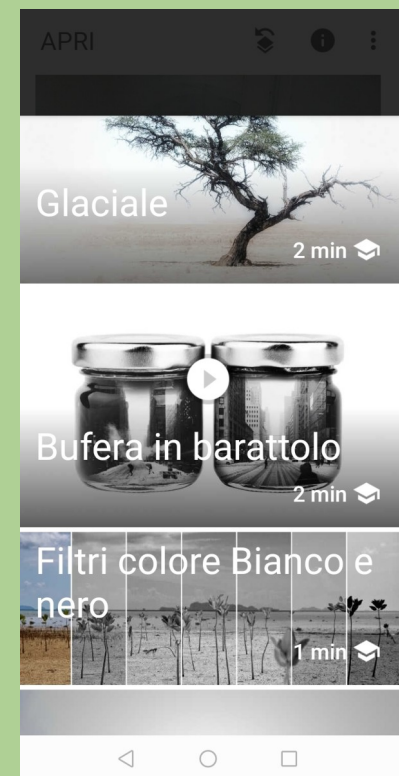 APRI
Glaciale
2 min
Bufera in barattolo
2 min
Filtri colore Bianco e
nero
1 min